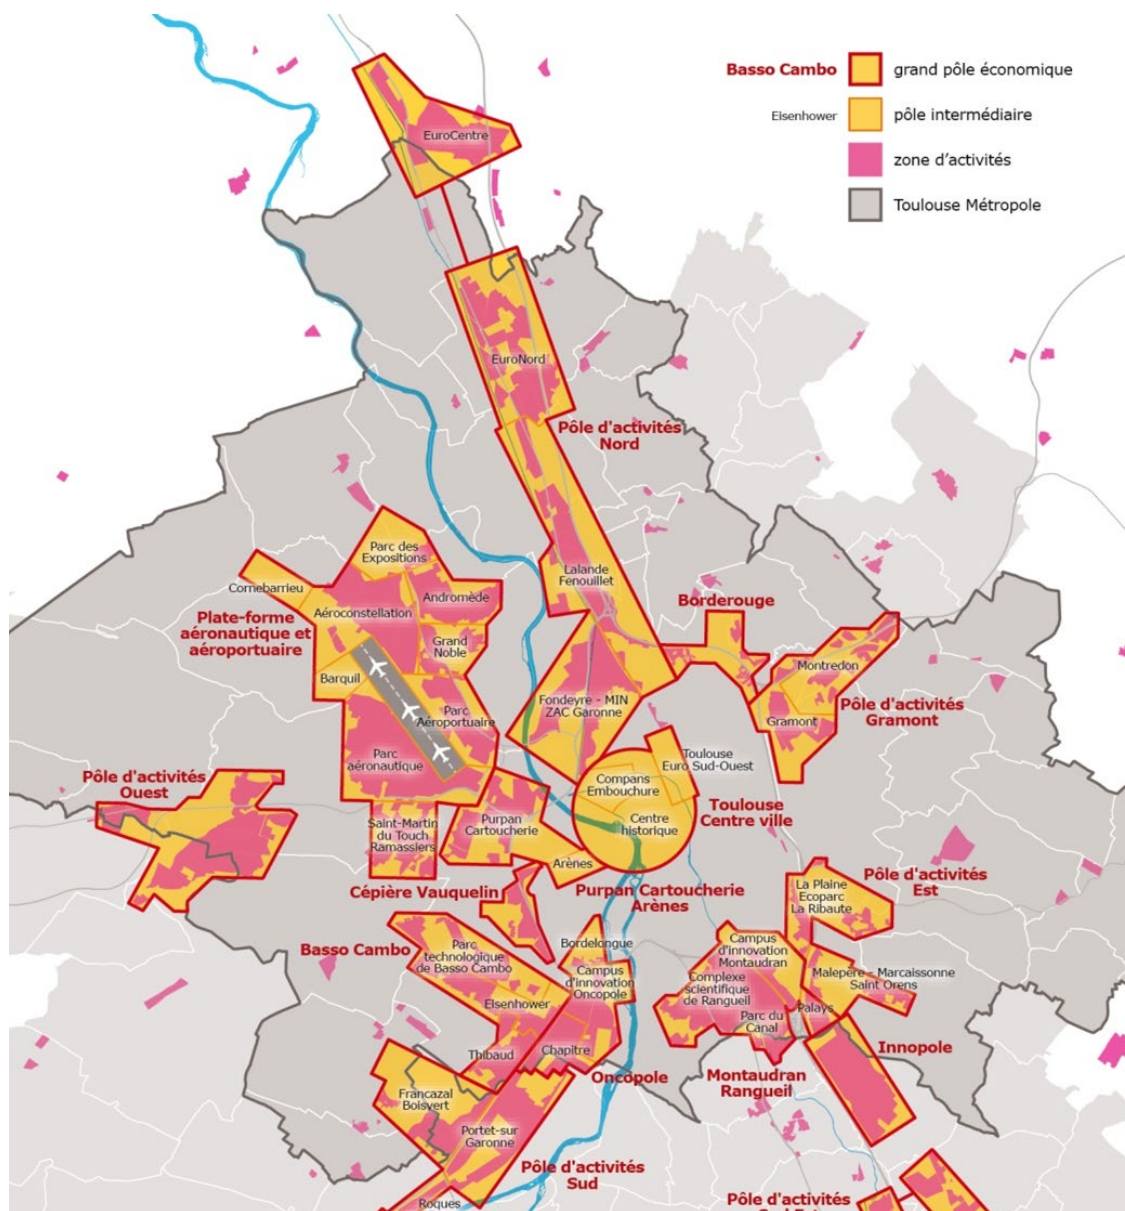 Basso Cambo
grand pôle économique
Eisenhower
pôle intermédiaire
zone d'activités
Toulouse Métropole
EuroCentre
EuroNord
Pôle d'activités
Nord
Parc des
Expositions
Cornebarrieu
Andromède
Aéroconstellation
Lalande
Fenouillet
Borderouge
Plate-forme
aéronautique et
aéroportuaire
Grand
Noble
Barquil
Montredon
Parc
Aéroportuaire
Fondeyre - MIN
ZAC Garonne
Gramont
Pôle d'activités
Gramont
Parc
aéronautique
Toulouse
Euro Sud-Ouest
Pôle d'activités
Ouest
Compans
Embouchure
Toulouse
Centre ville
Saint-Martin
du Touch
Ramassiers
Purpan
Cartoucherie
Centre
historique
Arènes
Cépière Vauquelin
Purpan Cartoucherie
Arènes
Pôle d'activités
Est
La Plaine
Ecoparc
La Ribaute
Basso Cambo
Parc
technologique
de Basso Cambo
Bordelongue
Campus
d'innovation
Oncopole
Campus
d'innovation
Montaudran
Complexe
scientifique
de Rangueil
Malepère - Marcaissonne
Saint Orens
Eisenhower
Palays
Parc du
Canal
Thibaud
Chapitre
Oncopole
Montaudran
Rangueil
Innopole
Francazal
Boisvert
Portet-sur
Garonne
Pôle d'activités
Sud
Roques
Pôle d'activités
Sud-Est